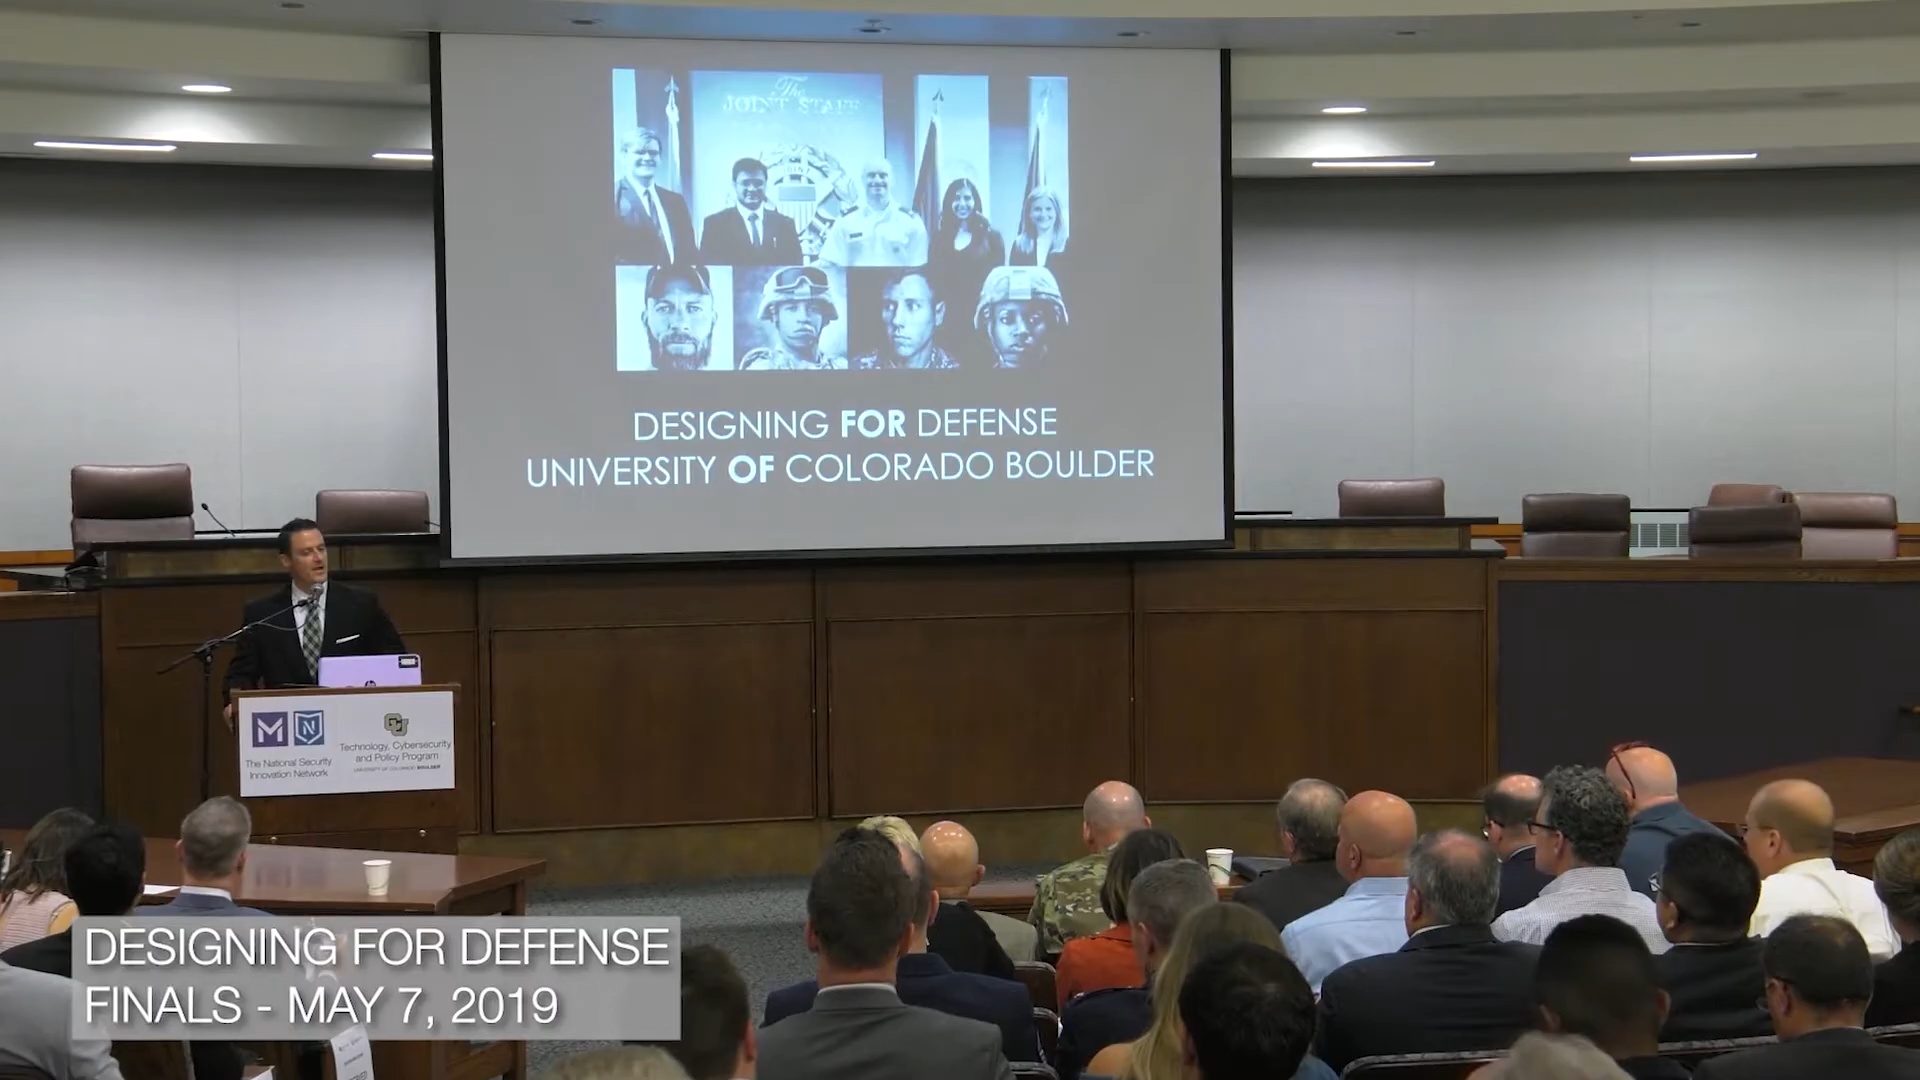 The
JOINT STAFF
DESIGNING FOR DEFENSE
UNIVERSITY OF COLORADO BOULDER
The National Security
Innovation Network
CU
Technology, Cybersecurity
and Policy Program
UNIVERSITY OF COLORADO BOULDER
DESIGNING FOR DEFENSE
FINALS - MAY 7, 2019